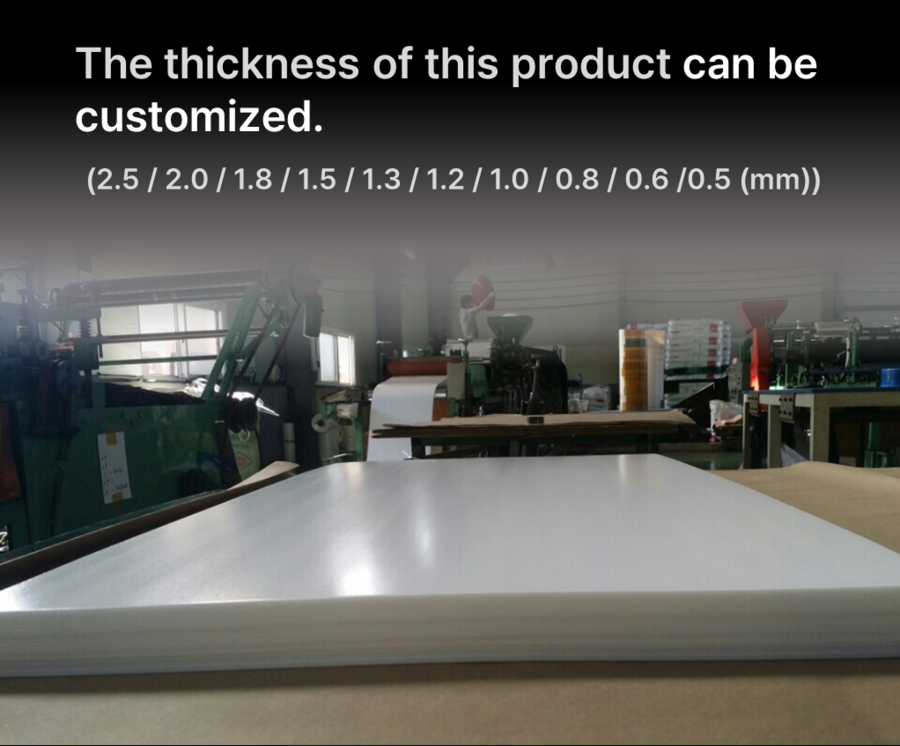 The thickness of this product can be
customized.
(2.5 / 2.0 / 1.8 / 1.5 / 1.3 / 1.2 / 1.0 / 0.8 / 0.6 /0.5 (mm))